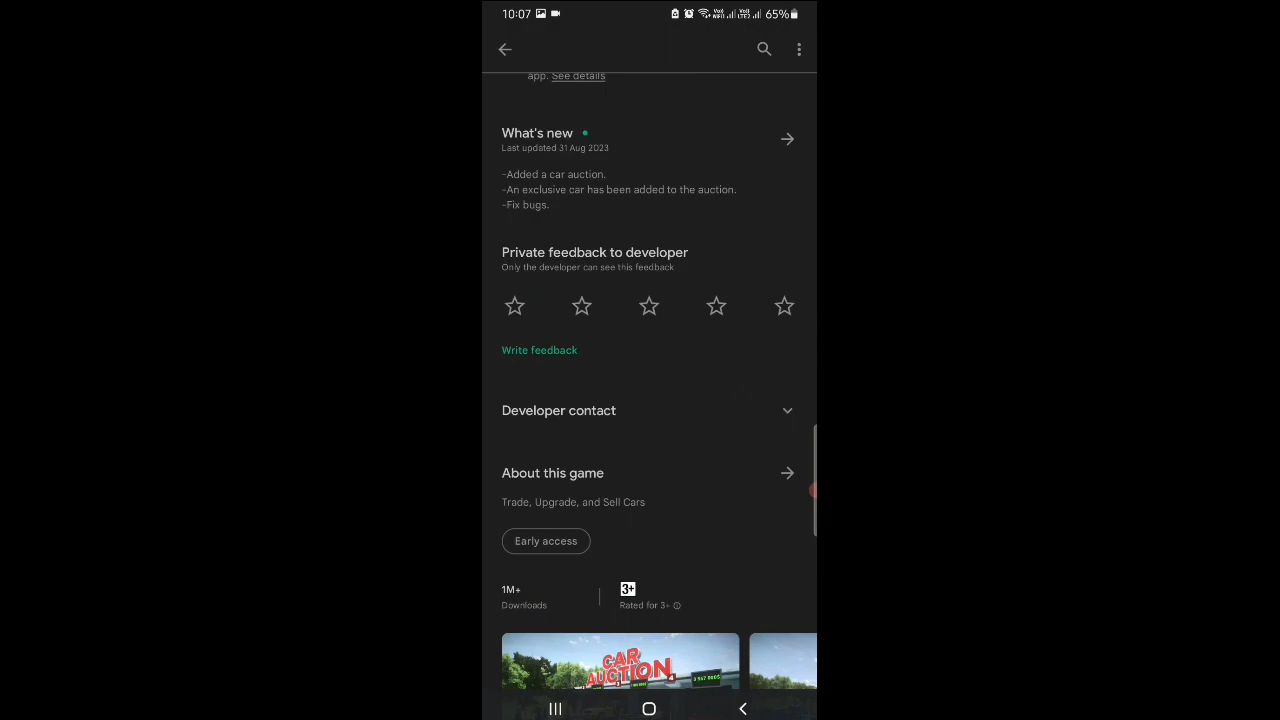 10:07 65%
app. See details
What's new
Last updated 31 Aug 2023
-Added a car auction.
-An exclusive car has been added to the auction.
-Fix bugs.
Private feedback to developer
Only the developer can see this feedback
Write feedback
Developer contact
About this game
Trade, Upgrade, and Sell Cars
Early access
1M+
Downloads
3+
Rated for 3+
CAR
AUCTION